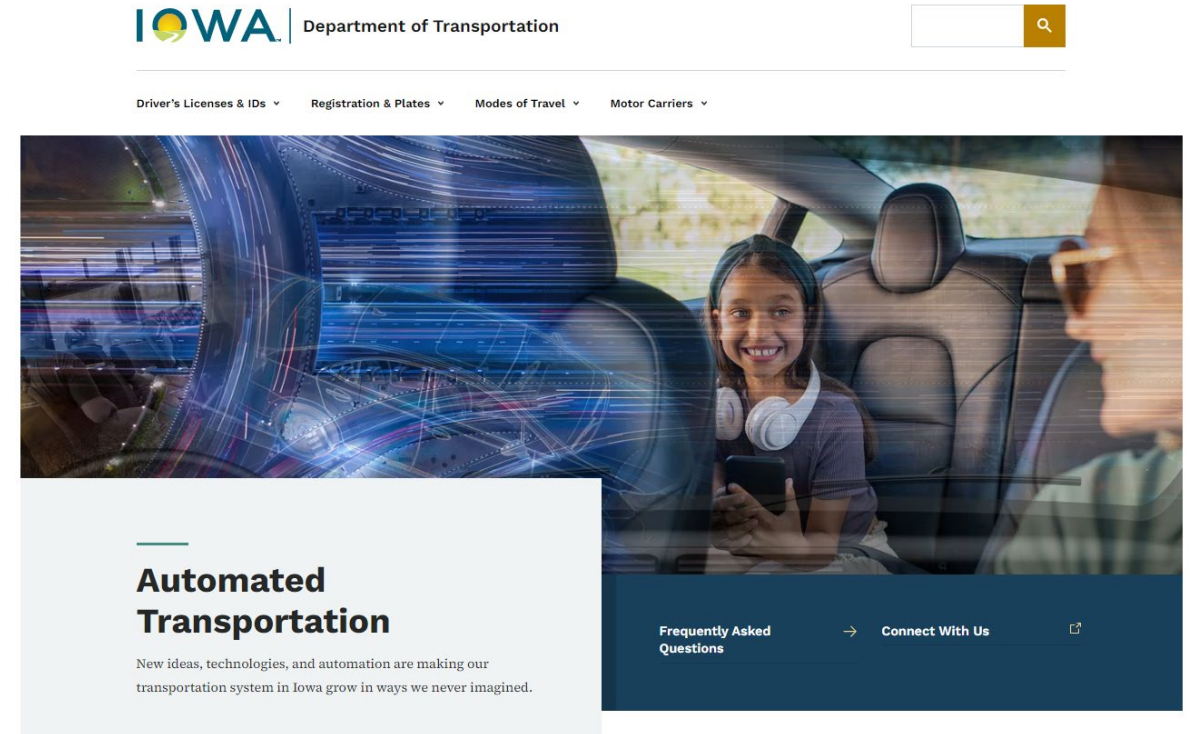 IOWA™ Department of Transportation
Driver's Licenses & IDs Registration & Plates Modes of Travel Motor Carriers
Automated
Transportation
New ideas, technologies, and automation are making our
transportation system in Iowa grow in ways we never imagined.
Frequently Asked
Questions
Connect With Us